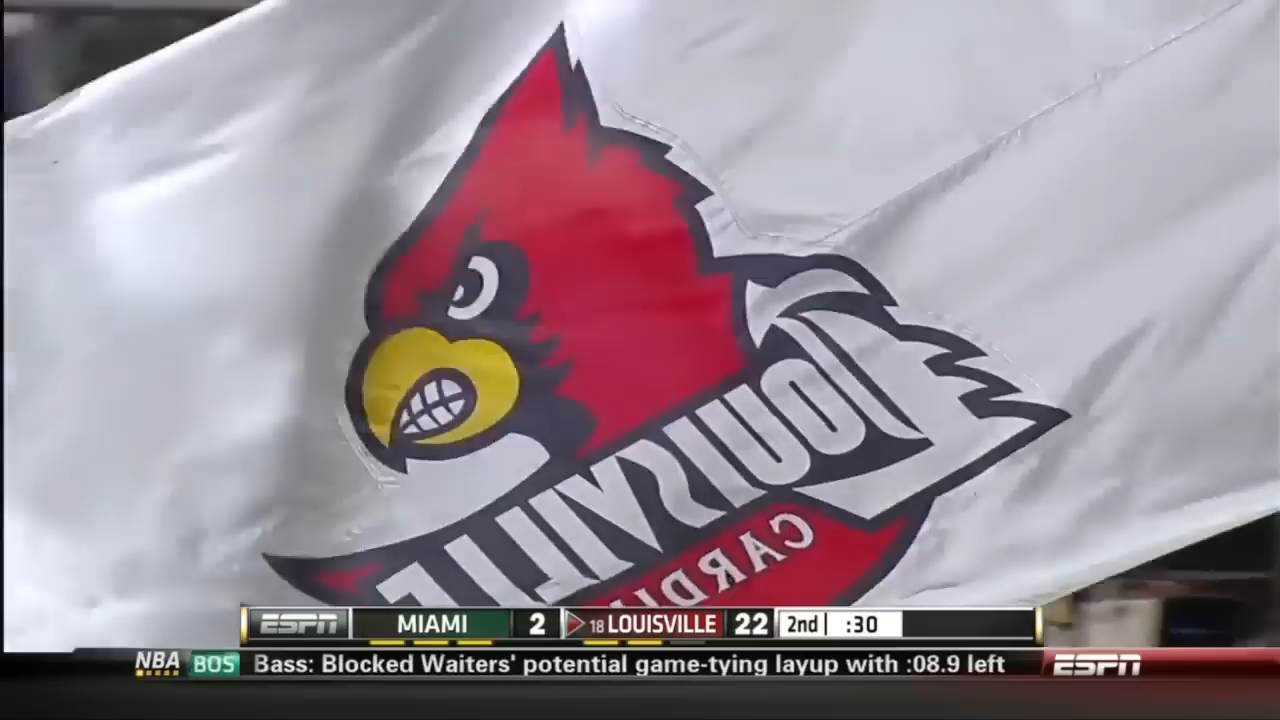 LOUISVILLE
CARDI
ESPN MIAMI 2 18 LOUISVILLE 22 2nd :30
NBA BOS Bass: Blocked Waiters' potential game-tying layup with :08.9 left ESPN